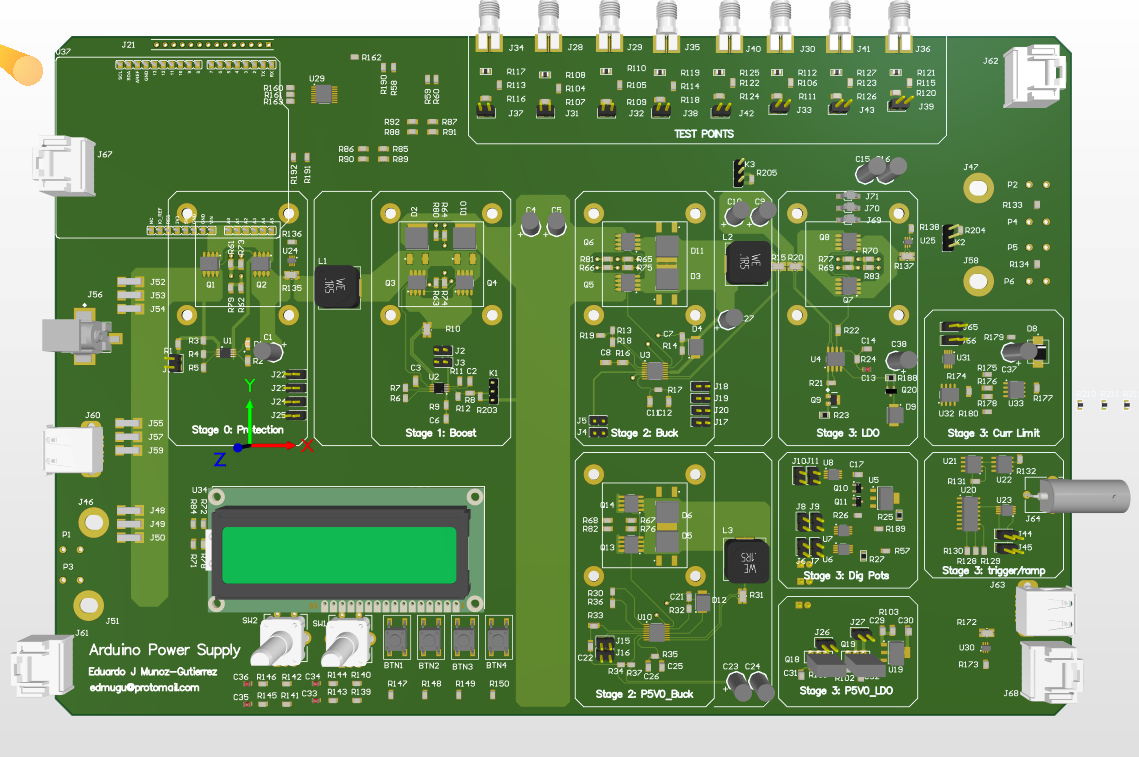 J21
U37
R162
J34
J28
J29
J35
J40
J30
J41
J36
J62
U29
R190
R58
R59
R60
R117
R108
R110
R119
R125
R112
R127
R121
R160
R161
R163
R113
R104
R105
R114
R122
R106
R123
R115
R116
R107
R109
R118
R124
R111
R126
R120
J37
J31
J32
J38
J42
J33
J43
J39
R92
R87
R88
R91
TEST POINTS
J67
R86
R85
R90
R89
R192
R191
K3
R205
C15
J47
P2
R133
P4
P5
R134
P6
J58
D2
R80
R64
D10
C4
C5
C9
J71
J70
J69
R138
U25
R204
K2
R137
R136
U24
R135
R61
R73
Q1
Q2
R79
R62
L1
WE
.1R5
Q3
Q4
R63
R74
Q6
R81
R66
Q5
R65
R75
D11
D3
L2
WE
.1R5
R15
R20
Q8
R77
R69
R70
R83
Q7
J52
J53
J54
J56
R3
R4
R5
U1
R2
C1
R10
J2
J3
R11
C2
K1
C3
U2
R7
R6
R8
R9
R12
R203
C6
R19
R13
R18
C7
R14
D4
C8
R16
U3
R17
J18
J19
J20
J17
J5
J4
R22
U4
C14
R24
C13
C38
R188
R21
Q9
Q20
D9
R23
J65
J66
U31
R179
D8
C37
R174
R175
R176
R178
R177
U32
R180
U33
J22
J23
J24
J25
Y
X
Z
Stage 0: Protection
Stage 1: Boost
Stage 2: Buck
Stage 3: LDO
Stage 3: Curr Limit
J60
J55
J57
J59
J46
J48
J49
J50
P1
P3
J51
U34
R84
R72
R71
R78
Q14
R68
R82
Q13
R67
R76
D6
D5
L3
WE
.1R5
J10
J11
U8
C17
Q10
Q11
U5
J8
J9
R26
R25
R189
U7
U6
J6
J7
R57
R27
Stage 3: Dig Pots
U21
U22
R132
R131
U20
U23
J64
J44
J45
R130
R128
R129
Stage 3: trigger/ramp
J63
R30
R36
R33
C21
R32
D12
R31
U10
J15
J16
C22
R34
R37
R35
C26
C25
C23
C24
Stage 2: P5V0_Buck
R103
C29
C30
J27
J26
Q18
Q19
U19
C31
R102
Stage 3: P5V0_LDO
R172
U30
R173
J68
J61
SW2
SW1
BTN1
BTN2
BTN3
BTN4
Arduino Power Supply
Eduardo J Munoz-Gutierrez
edmugu@protomail.com
C36
R146
R142
C34
R144
R140
C35
R145
R141
C33
R143
R139
R147
R148
R149
R150